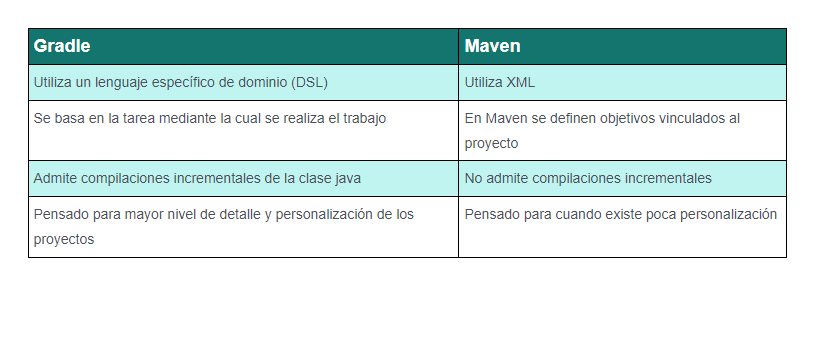 Gradle
Maven
Utiliza un lenguaje específico de dominio (DSL)
Utiliza XML
Se basa en la tarea mediante la cual se realiza el trabajo
En Maven se definen objetivos vinculados al
proyecto
Admite compilaciones incrementales de la clase java
No admite compilaciones incrementales
Pensado para mayor nivel de detalle y personalización de los
proyectos
Pensado para cuando existe poca personalización